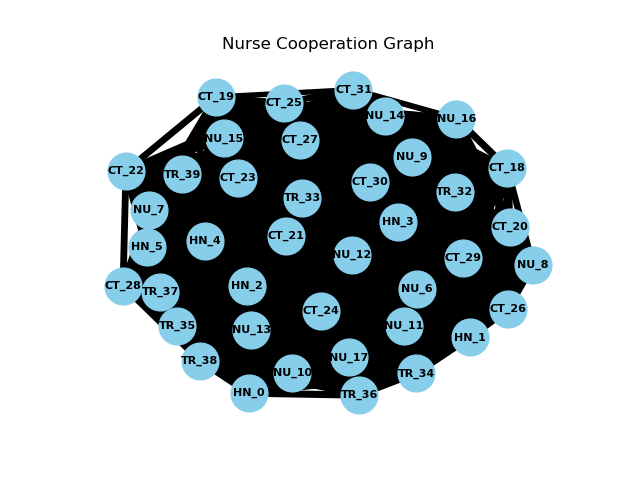 Nurse Cooperation Graph
CT_31
CT_19
CT_25
NU_14
NU_16
NU_15
CT_27
NU_9
CT_18
CT_22
TR_39
CT_23
CT_30
TR_32
TR_33
NU_7
HN_3
CT_20
CT_21
HN_4
HN_5
NU_12
CT_29
NU_8
CT_28
HN_2
NU_6
TR_37
CT_26
CT_24
TR_35
NU_11
NU_13
HN_1
NU_17
TR_38
NU_10
TR_34
HN_0
TR_36